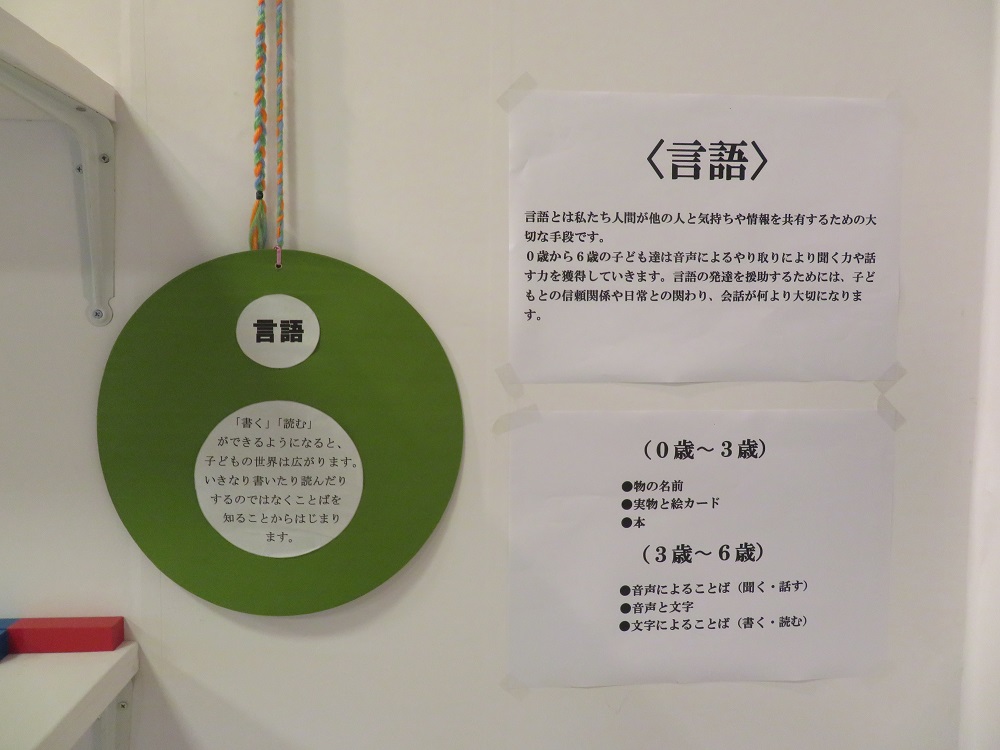 言語
「書く」「読む」
ができるようになると、
子どもの世界は広がります。
いきなり書いたり読んだり
するのではなくことばを
知ることからはじまり
ます。
〈言語〉
言語とは私たち人間が他の人と気持ちや情報を共有するための大
切な手段です。
０歳から６歳の子ども達は音声によるやり取りにより聞く力や話
す力を獲得していきます。言語の発達を援助するためには、子ど
もとの信頼関係や日常との関わり、会話が何より大切になりま
す。
（０歳～３歳）
●物の名前
●実物と絵カード
●本
（３歳～６歳）
●音声によることば（聞く・話す）
●音声と文字
●文字によることば（書く・読む）